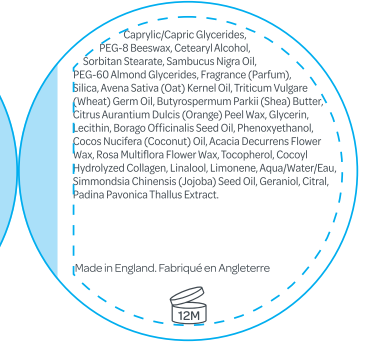 Caprylic/Capric Glycerides,
PEG-8 Beeswax, Cetearyl Alcohol,
Sorbitan Stearate, Sambucus Nigra Oil,
PEG-60 Almond Glycerides, Fragrance (Parfum),
Silica, Avena Sativa (Oat) Kernel Oil, Triticum Vulgare
(Wheat) Germ Oil, Butyrospermum Parkii (Shea) Butter,
Citrus Aurantium Dulcis (Orange) Peel Wax, Glycerin,
Lecithin, Borago Officinalis Seed Oil, Phenoxyethanol,
Cocos Nucifera (Coconut) Oil, Acacia Decurrens Flower
Wax, Rosa Multiflora Flower Wax, Tocopherol, Cocoyl
Hydrolyzed Collagen, Linalool, Limonene, Aqua/Water/Eau,
Simmondsia Chinensis (Jojoba) Seed Oil, Geraniol, Citral,
Padina Pavonica Thallus Extract.
Made in England. Fabriqué en Angleterre
12M